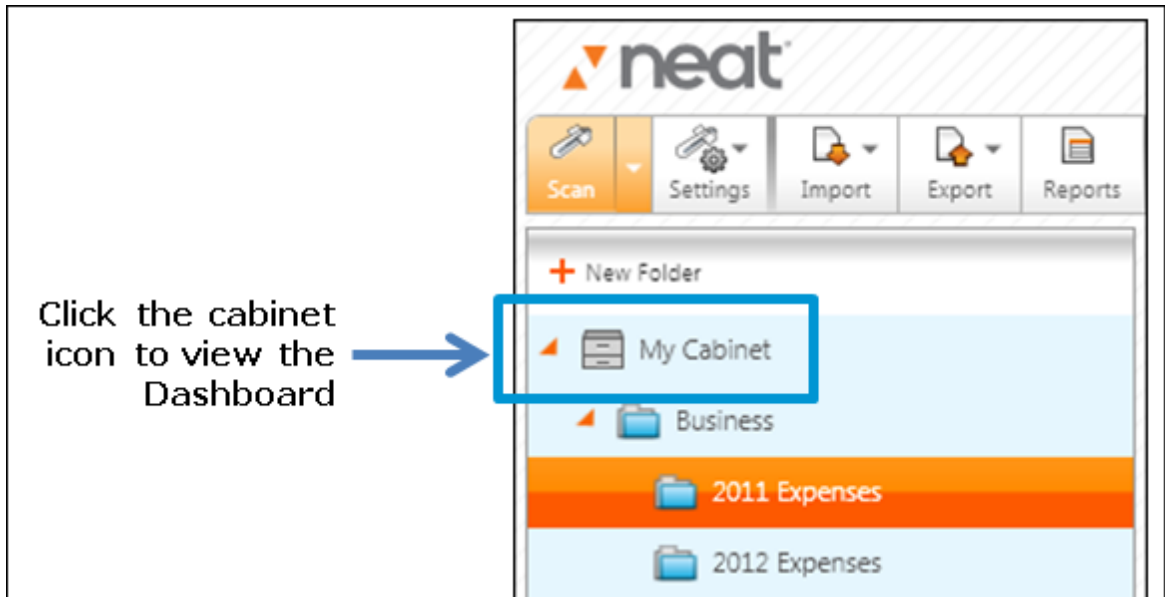 neat
Scan Settings Import Export Reports
New Folder
Click the cabinet
icon to view the
Dashboard
My Cabinet
Business
2011 Expenses
2012 Expenses